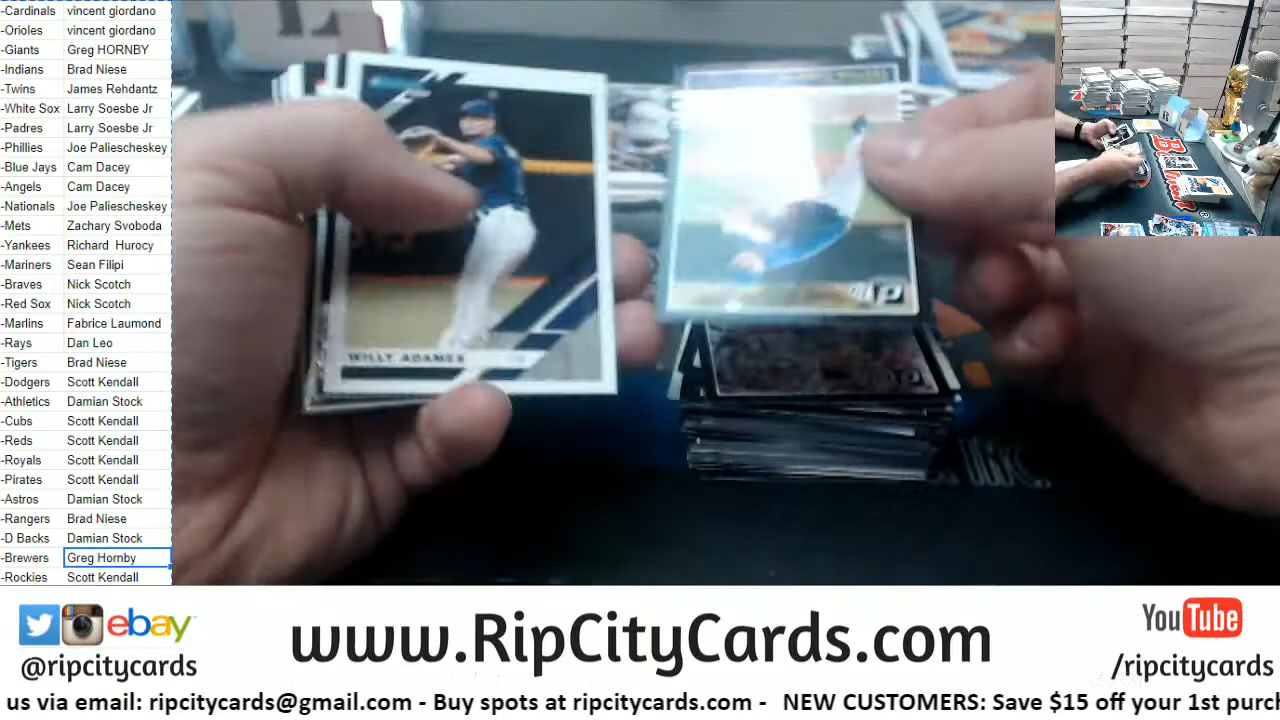 -Cardinals vincent giordano
-Orioles vincent giordano
-Giants Greg HORNBY
-Indians Brad Niese
-Twins James Rehdantz
-White Sox Larry Soesbe Jr
-Padres Larry Soesbe Jr
-Phillies Joe Paliescheskey
-Blue Jays Cam Dacey
-Angels Cam Dacey
-Nationals Joe Paliescheskey
-Mets Zachary Svoboda
-Yankees Richard Hurocy
-Mariners Sean Filipi
-Braves Nick Scotch
-Red Sox Nick Scotch
-Marlins Fabrice Laumond
-Rays Dan Leo
-Tigers Brad Niese
-Dodgers Scott Kendall
-Athletics Damian Stock
-Cubs Scott Kendall
-Reds Scott Kendall
-Royals Scott Kendall
-Pirates Scott Kendall
-Astros Damian Stock
-Rangers Brad Niese
-D Backs Damian Stock
-Brewers Greg Hornby
-Rockies Scott Kendall
WILLY ADAMES
ebay
@ripcitycards
www.RipCityCards.com
YouTube
/ripcitycards
us via email: ripcitycards@gmail.com - Buy spots at ripcitycards.com - NEW CUSTOMERS: Save $15 off your 1st purch